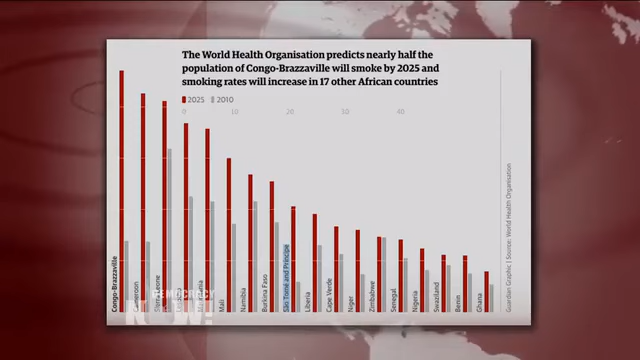 The World Health Organisation predicts nearly half the
population of Congo-Brazzaville will smoke by 2025 and
smoking rates will increase in 17 other African countries
2025 2010
0 10 20 30 40
Congo-Brazzaville
Cameroon
Sierra Leone
Mali
Namibia
Burkina Faso
São Tomé and Príncipe
Liberia
Cape Verde
Niger
Zimbabwe
Senegal
Nigeria
Swaziland
Benin
Ghana
Guardian Graphic | Source: World Health Organisation
DEMOCRACY
NOW!